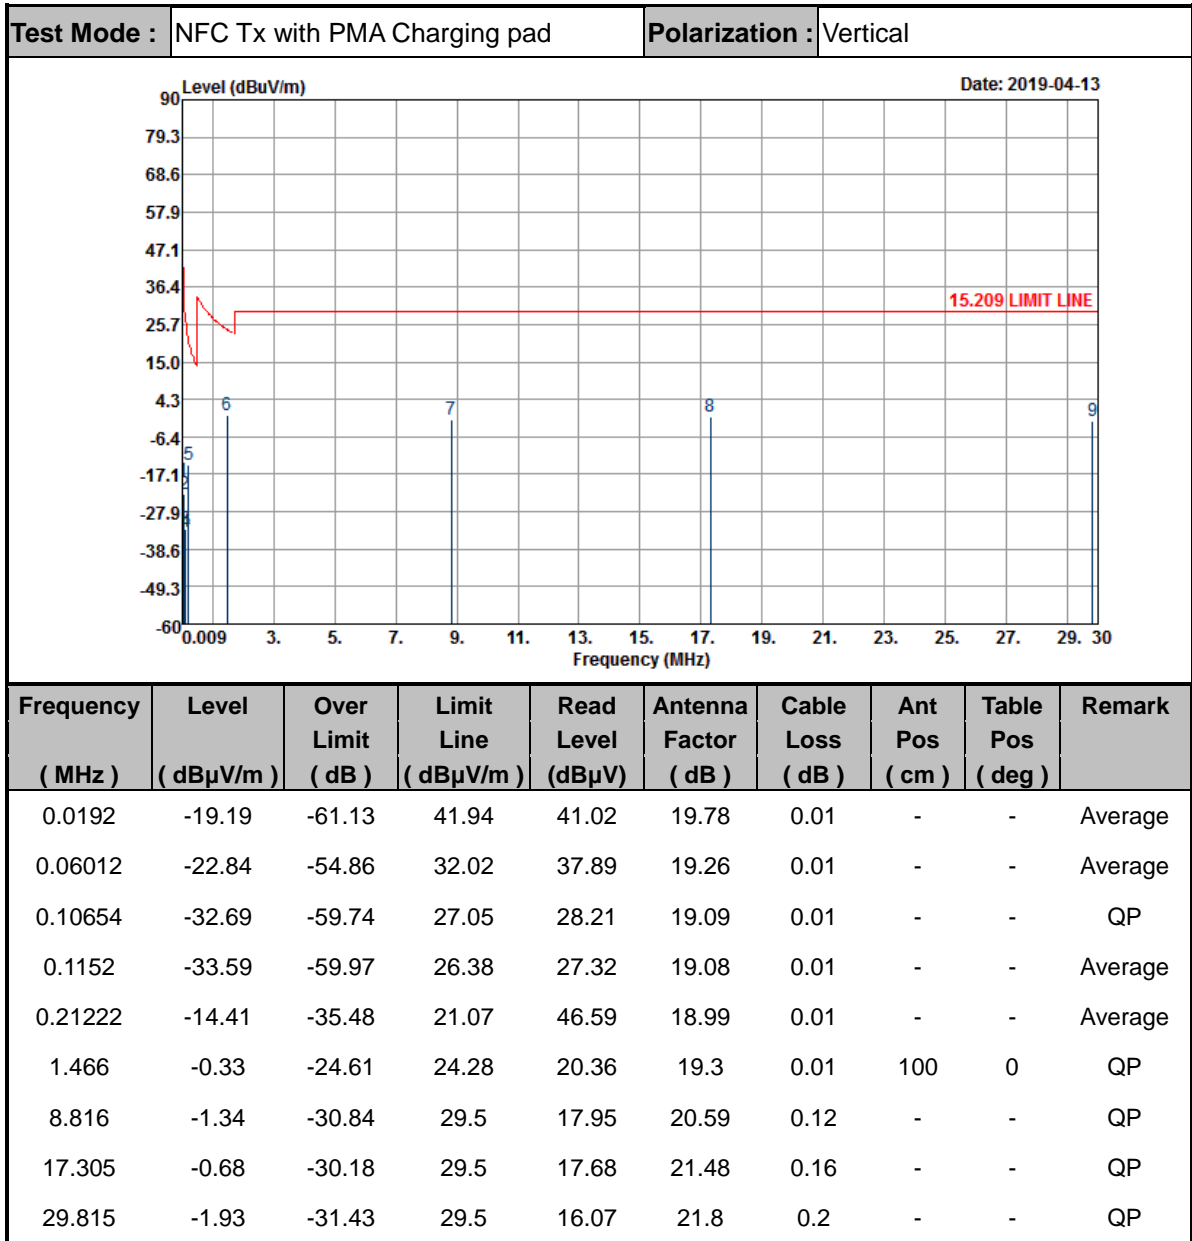 Test Mode : NFC Tx with PMA Charging pad Polarization : Vertical
Level (dBuV/m) Date: 2019-04-13
90
79.3
68.6
57.9
47.1
36.4
25.7
15.0
4.3
-6.4
-17.1
-27.9
-38.6
-49.3
-60
15.209 LIMIT LINE
5
6
7
8
9
0.009 3. 5. 7. 9. 11. 13. 15. 17. 19. 21. 23. 25. 27. 29. 30
Frequency (MHz)
Frequency Level Over Limit Read Antenna Cable Ant Table Remark
Limit Line Level Factor Loss Pos Pos
( MHz ) ( dBµV/m ) ( dB ) ( dBµV/m ) (dBµV) ( dB ) ( dB ) ( cm ) ( deg )
0.0192 -19.19 -61.13 41.94 41.02 19.78 0.01 - - Average
0.06012 -22.84 -54.86 32.02 37.89 19.26 0.01 - - Average
0.10654 -32.69 -59.74 27.05 28.21 19.09 0.01 - - QP
0.1152 -33.59 -59.97 26.38 27.32 19.08 0.01 - - Average
0.21222 -14.41 -35.48 21.07 46.59 18.99 0.01 - - Average
1.466 -0.33 -24.61 24.28 20.36 19.3 0.01 100 0 QP
8.816 -1.34 -30.84 29.5 17.95 20.59 0.12 - - QP
17.305 -0.68 -30.18 29.5 17.68 21.48 0.16 - - QP
29.815 -1.93 -31.43 29.5 16.07 21.8 0.2 - - QP